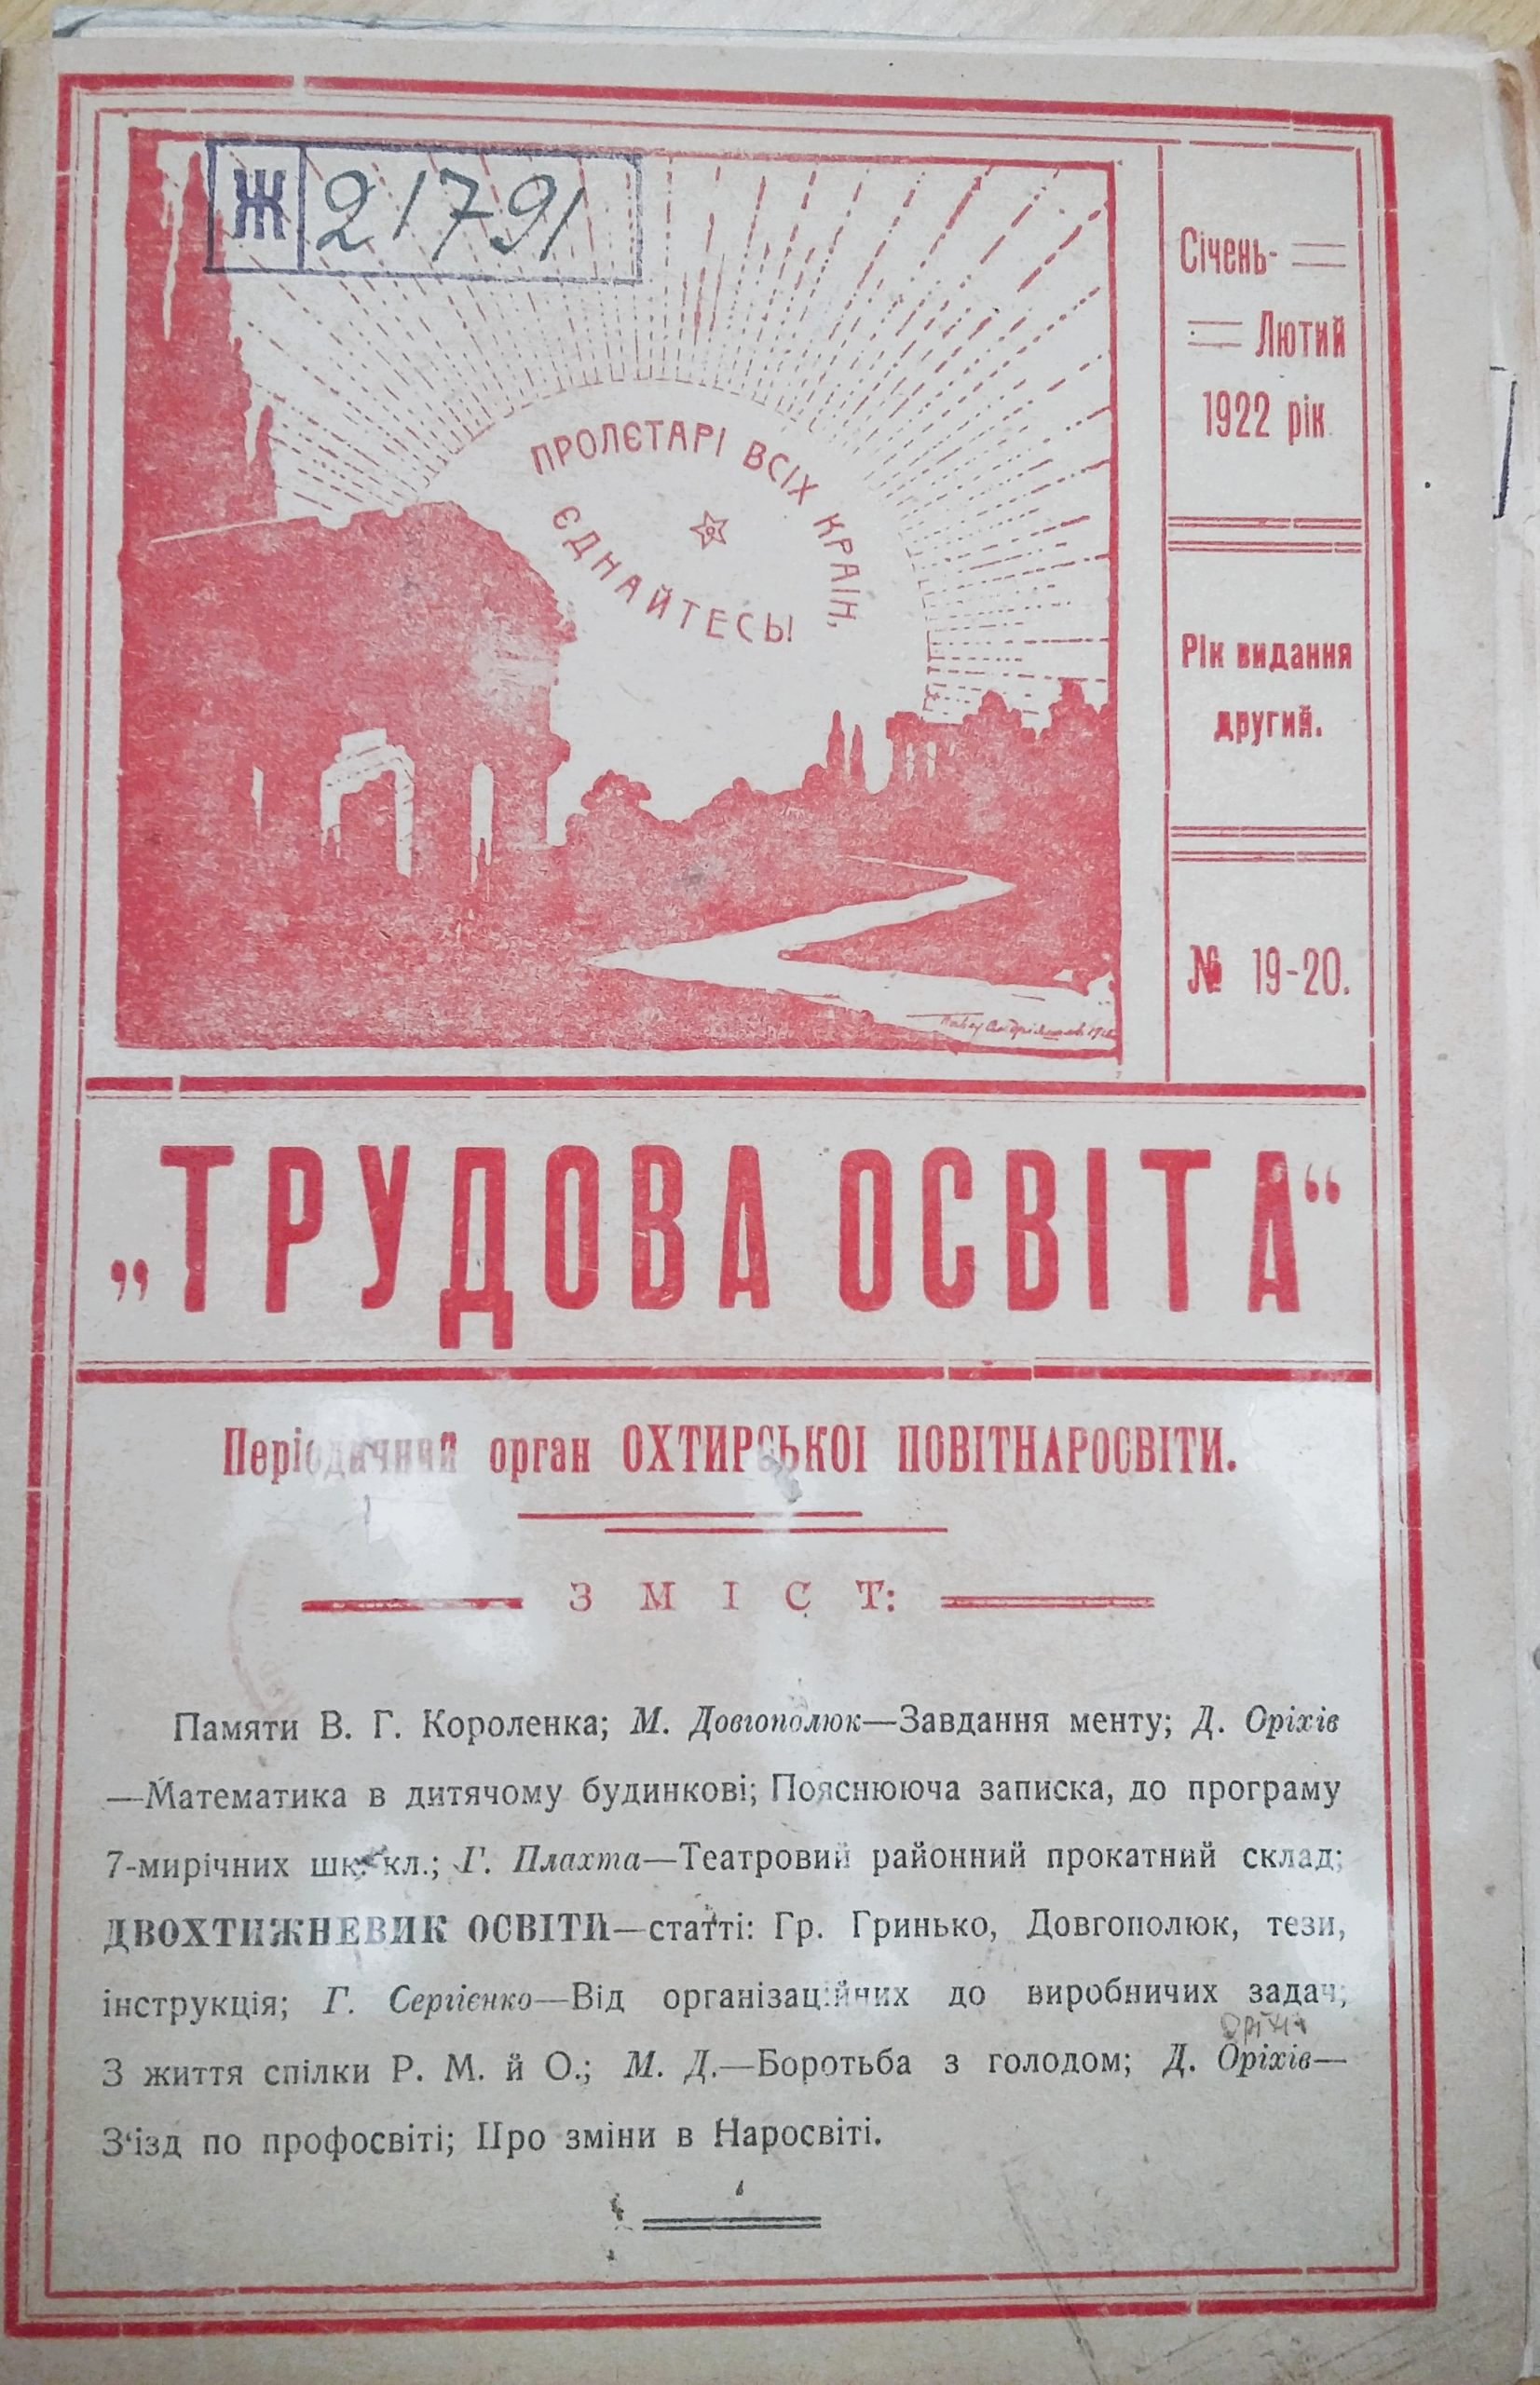 Ж 21791
ПРОЛЄТАРІ ВСІХ КРАЇН,
ЄДНАЙТЕСЬ!
Січень-
Лютий
1922 рік
Рік видання
другий.
№ 19-20.
„ТРУДОВА ОСВІТА“
Періодичний орган ОХТИРСЬКОІ ПОВІТНАРОСВІТИ.
ЗМІСТ:
Памяти В. Г. Короленка; М. Довгополюк—Завдання менту; Д. Оріхів
—Математика в дитячому будинкові; Пояснююча записка, до програму
7-мирічних шк. кл.; Г. Плахта—Театровий районний прокатний склад;
ДВОХТИЖНЕВИК ОСВІТИ—статті: Гр. Гринько, Довгополюк, тези,
інструкція; Г. Сергієнко—Від організаційних до виробничих задач;
Оріхів
З життя спілки Р. М. й О.; М. Д.—Боротьба з голодом; Д. Оріхів—
З‘ізд по профосвіті; Про зміни в Наросвіті.